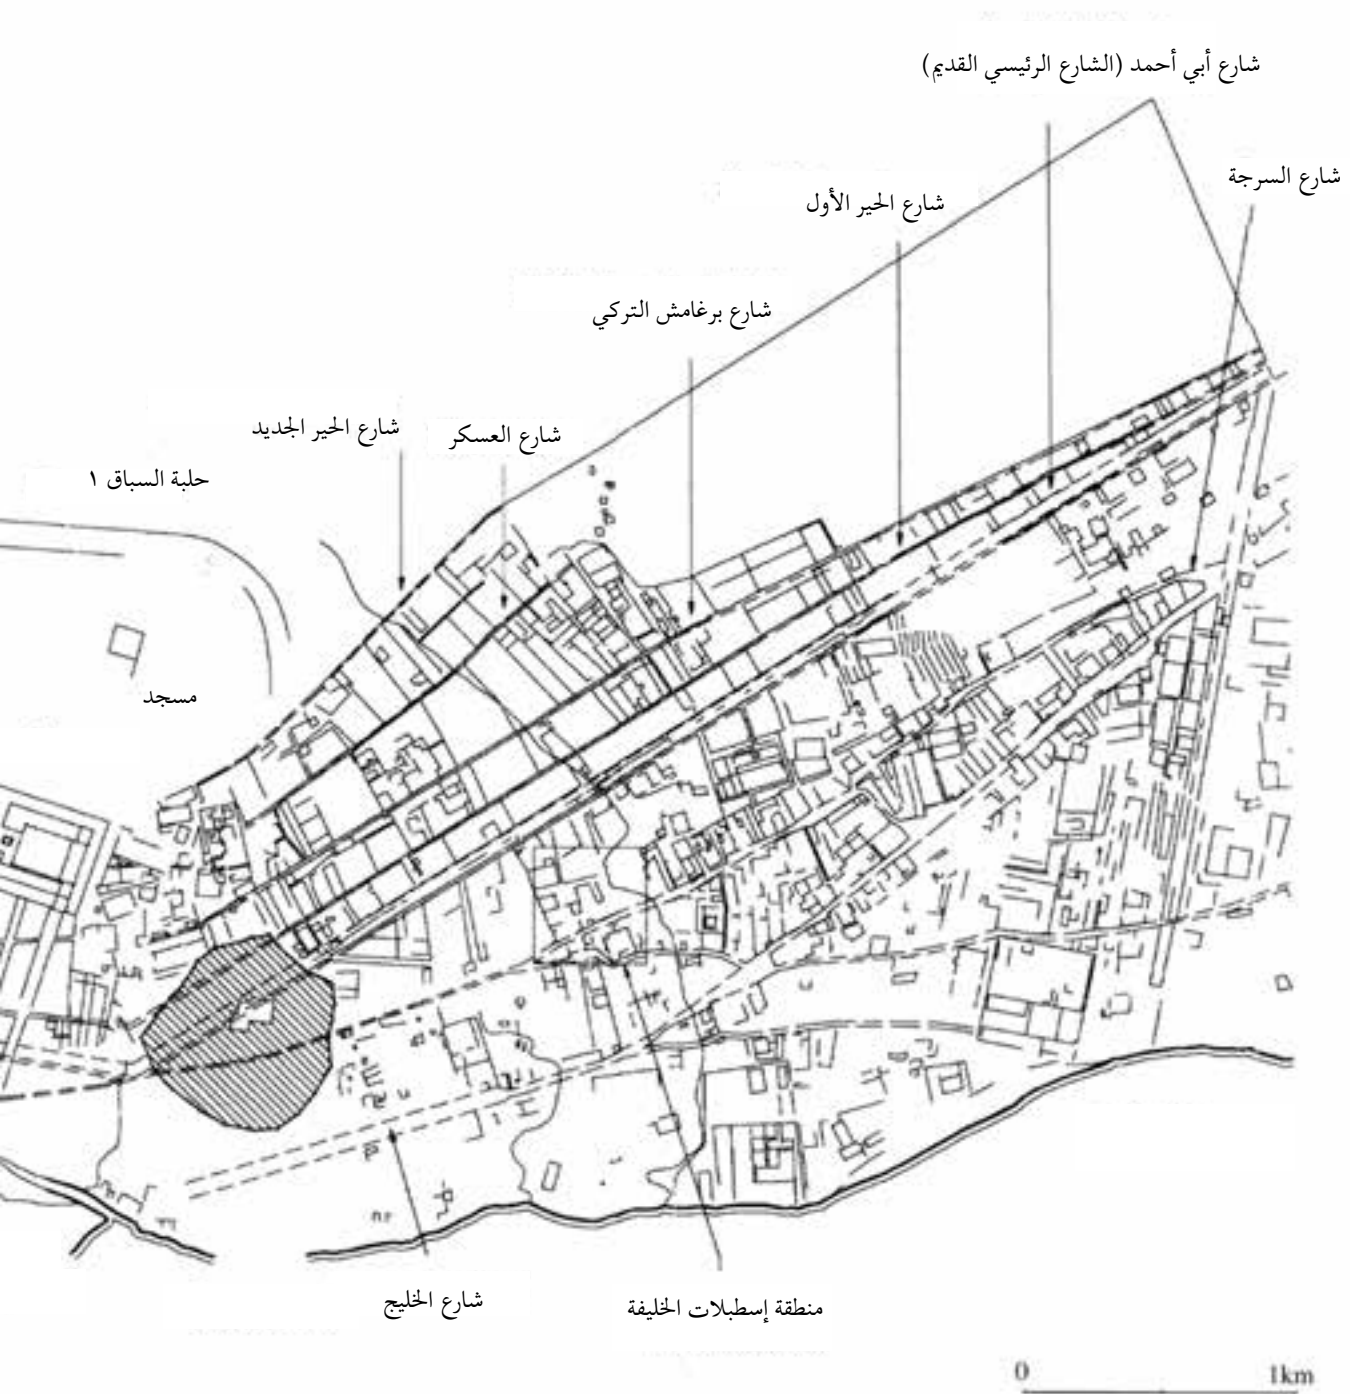 شارع أبي أحمد (الشارع الرئيسي القديم)
شارع السرجة
شارع الحير الأول
شارع برغامش التركي
شارع الحير الجديد
شارع العسكر
حلبة السباق ١
مسجد
شارع الخليج
منطقة إسطبلات الخليفة
0 1km